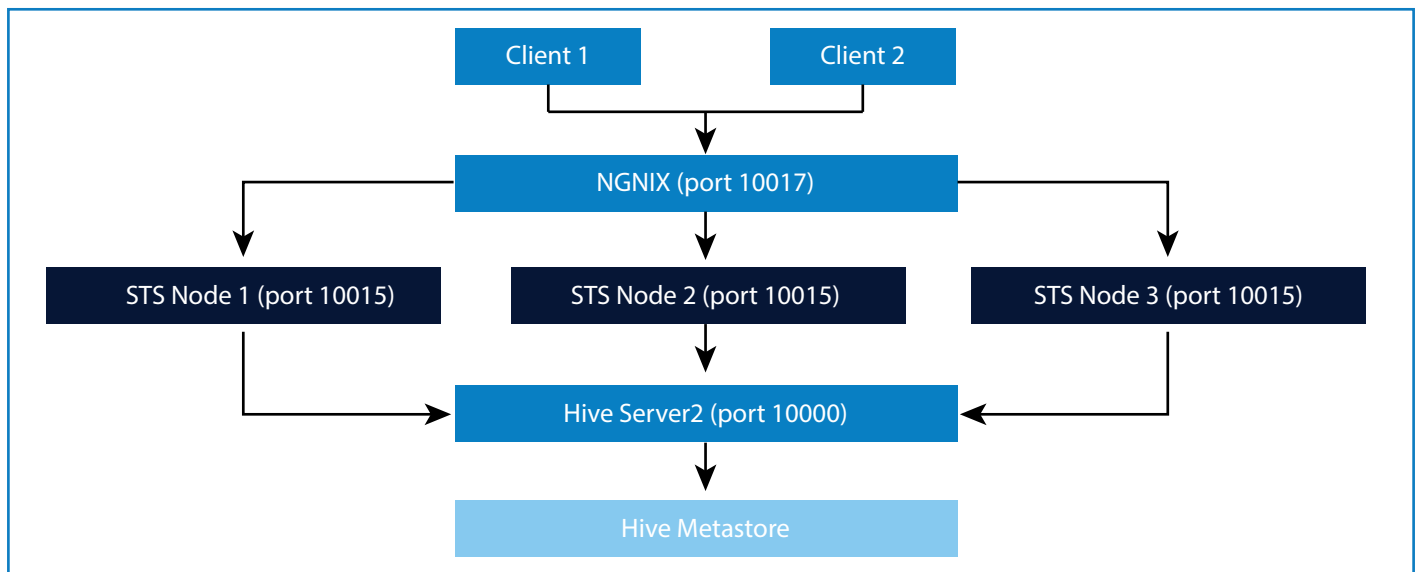 Client 1
Client 2
NGNIX (port 10017)
STS Node 1 (port 10015)
STS Node 2 (port 10015)
STS Node 3 (port 10015)
Hive Server2 (port 10000)
Hive Metastore